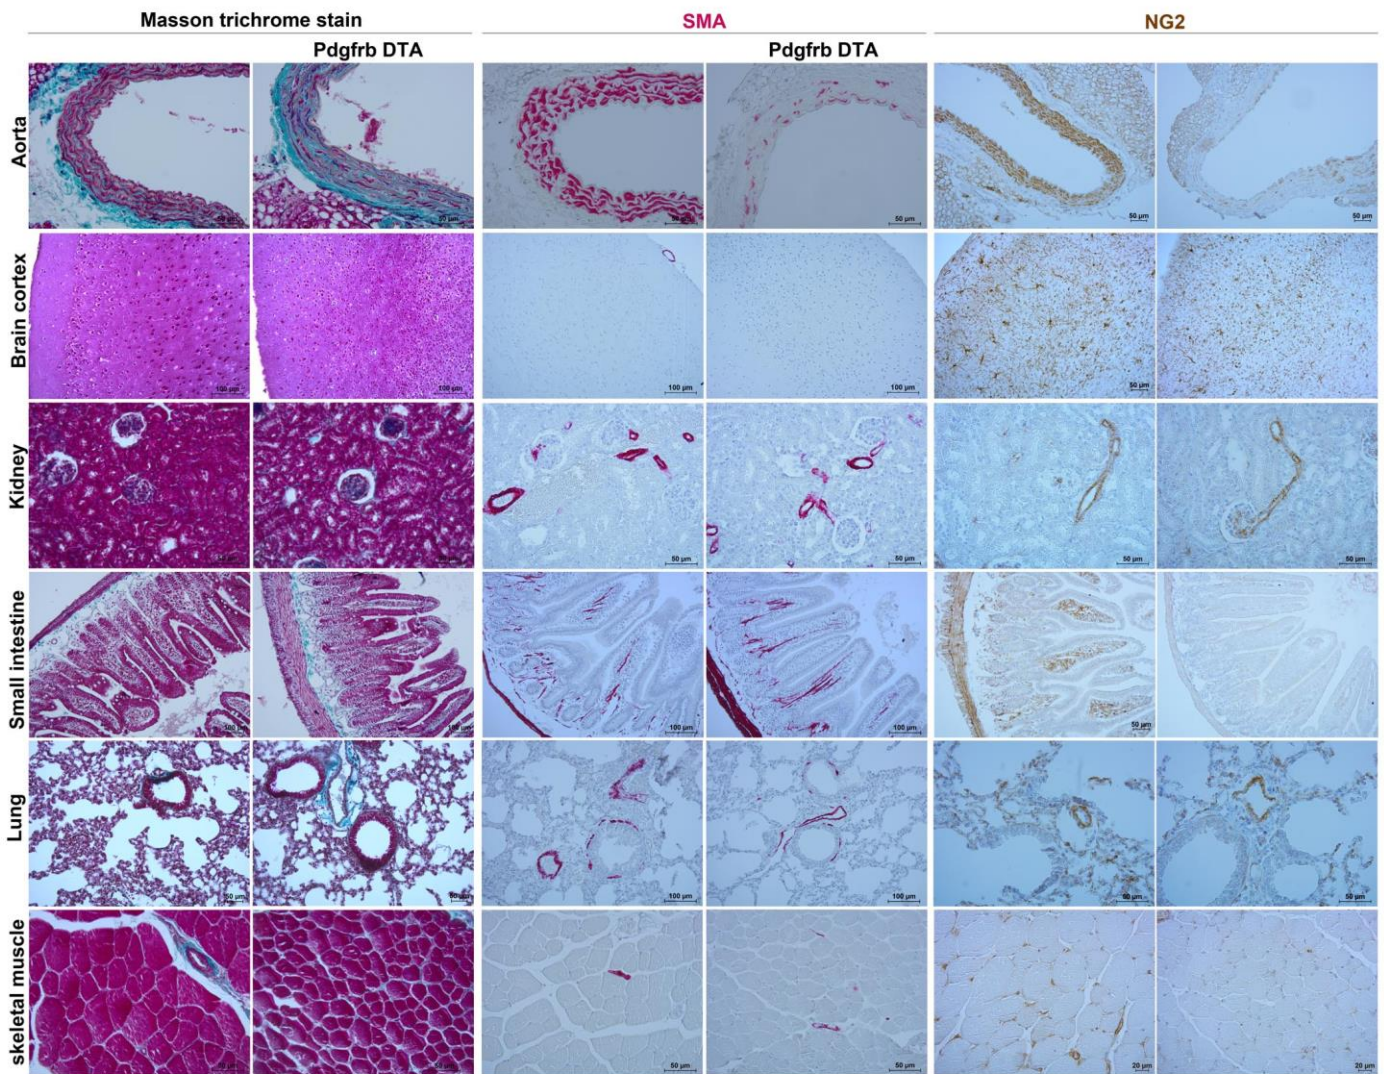 Masson trichrome stain SMA NG2
Pdgfrb DTA Pdgfrb DTA
Aorta
50 µm 50 µm 50 µm 50 µm 50 µm 50 µm
Brain cortex
100 µm 100 µm 100 µm 100 µm 50 µm 50 µm
Kidney
50 µm 50 µm 50 µm 50 µm
Small intestine
100 µm 100 µm 100 µm 100 µm 50 µm 50 µm
Lung
50 µm 50 µm 100 µm 100 µm 50 µm 50 µm
skeletal muscle
50 µm 50 µm 20 µm 20 µm